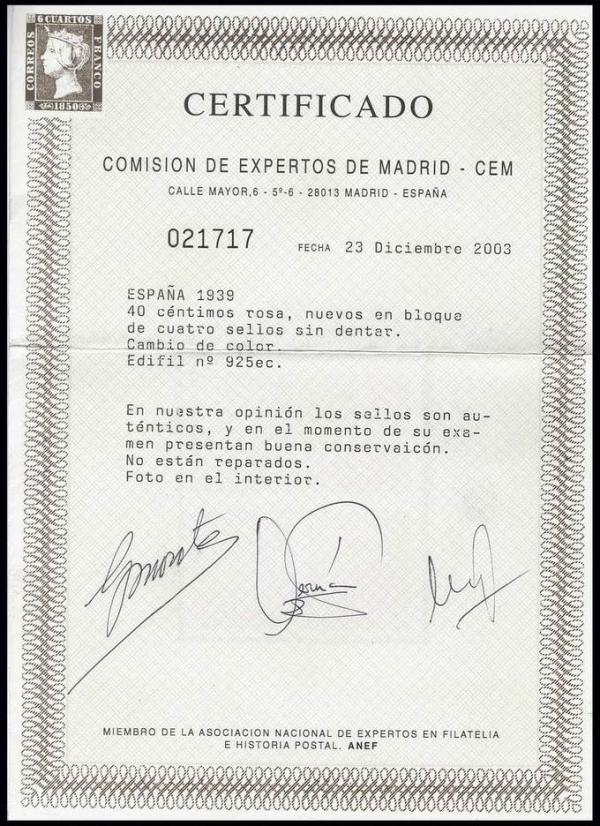 6 CUARTOS
CORREOS
FRANCO
1850
CERTIFICADO
COMISION DE EXPERTOS DE MADRID - CEM
CALLE MAYOR,6 - 5º-6 - 28013 MADRID - ESPAÑA
021717 FECHA 23 Diciembre 2003
ESPAÑA 1939
40 céntimos rosa, nuevos en bloque
de cuatro sellos sin dentar.
Cambio de color.
Edifil nº 925ec.
En nuestra opinión los sellos son au-
ténticos, y en el momento de su exa-
men presentan buena conservaicón.
No están reparados.
Foto en el interior.
MIEMBRO DE LA ASOCIACION NACIONAL DE EXPERTOS EN FILATELIA
E HISTORIA POSTAL. ANEF